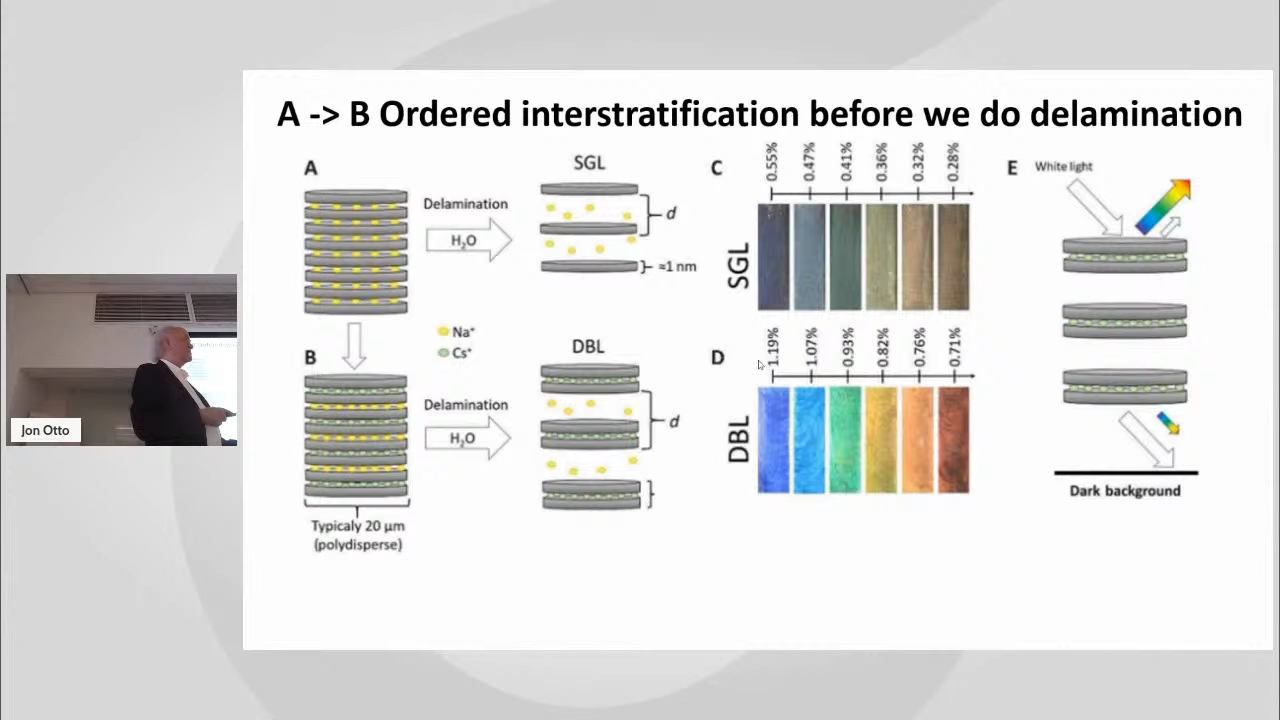 A -> B Ordered interstratification before we do delamination
A
Delamination
H₂O
SGL
d
≈1 nm
Na⁺
Cs⁺
B
Delamination
H₂O
DBL
d
Typicaly 20 µm
(polydisperse)
C
0.55%
0.47%
0.41%
0.36%
0.32%
0.28%
SGL
D
1.19%
1.07%
0.93%
0.82%
0.76%
0.71%
DBL
E
White light
Dark background
Jon Otto